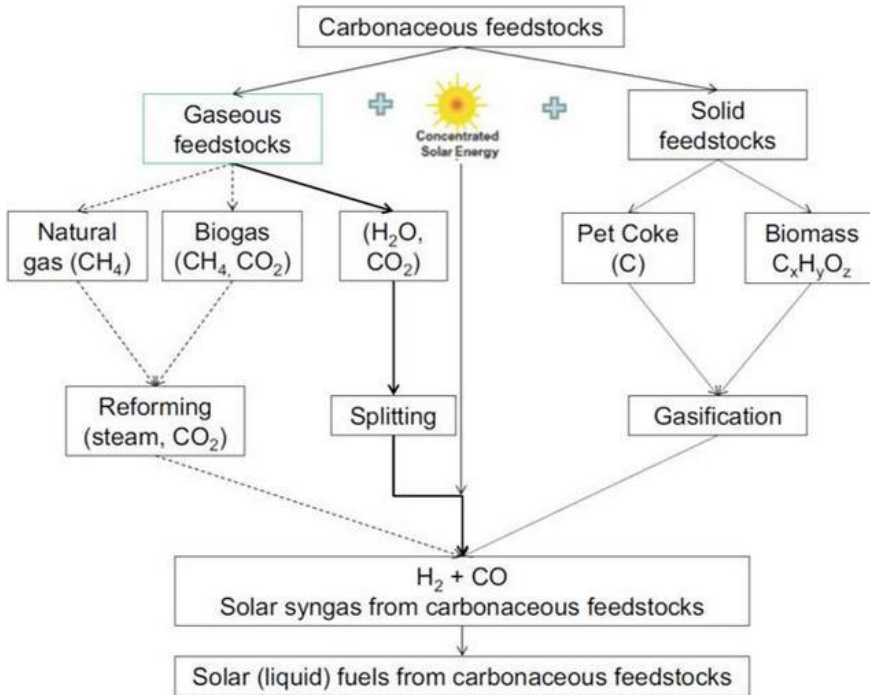 Carbonaceous feedstocks
Gaseous
feedstocks
Concentrated
Solar Energy
Solid
feedstocks
Natural
gas (CH₄)
Biogas
(CH₄, CO₂)
(H₂O,
CO₂)
Pet Coke
(C)
Biomass
CₓHᵧO_z
Reforming
(steam, CO₂)
Splitting
Gasification
H₂ + CO
Solar syngas from carbonaceous feedstocks
Solar (liquid) fuels from carbonaceous feedstocks